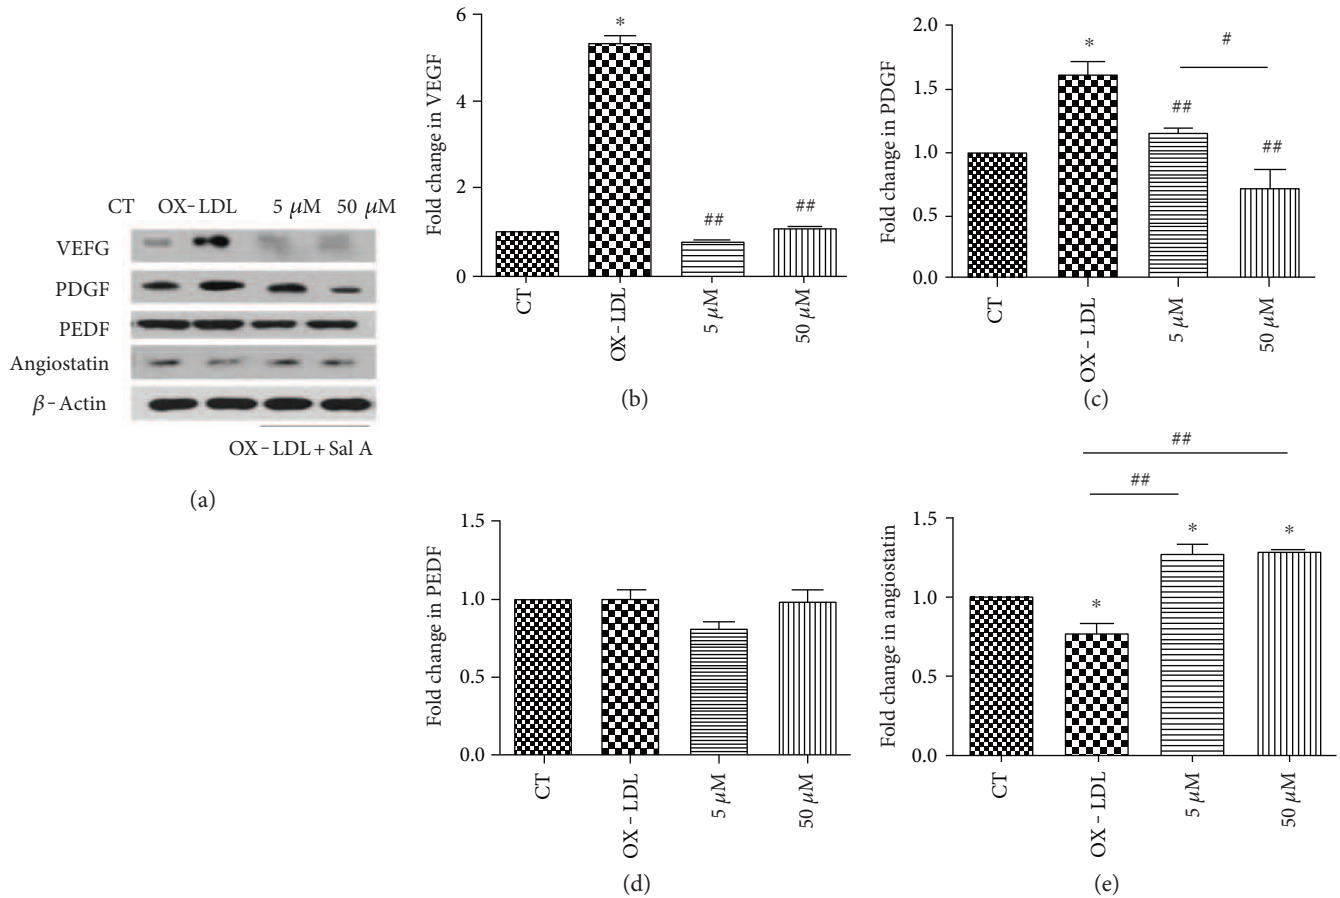 CT OX-LDL 5 μM 50 μM
VEFG
PDGF
PEDF
Angiostatin
β-Actin
OX-LDL+Sal A
(a)
Fold change in VEGF
6
4
2
0
*
##
##
CT
OX-LDL
5 μM
50 μM
(b)
Fold change in PDGF
2.0
1.5
1.0
0.5
0.0
*
#
##
##
CT
OX-LDL
5 μM
50 μM
(c)
Fold change in PEDF
1.5
1.0
0.5
0.0
CT
OX-LDL
5 μM
50 μM
(d)
Fold change in angiostatin
1.5
1.0
0.5
0.0
##
##
*
*
*
CT
OX-LDL
5 μM
50 μM
(e)